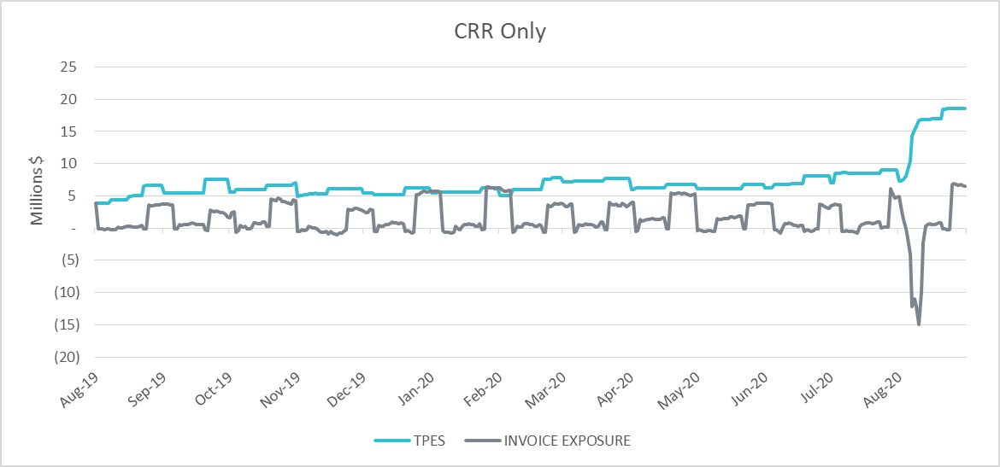 CRR Only
25
20
15
10
5
-
(5)
(10)
(15)
(20)
Millions $
Aug-19 Sep-19 Oct-19 Nov-19 Dec-19 Jan-20 Feb-20 Mar-20 Apr-20 May-20 Jun-20 Jul-20 Aug-20
TPES INVOICE EXPOSURE